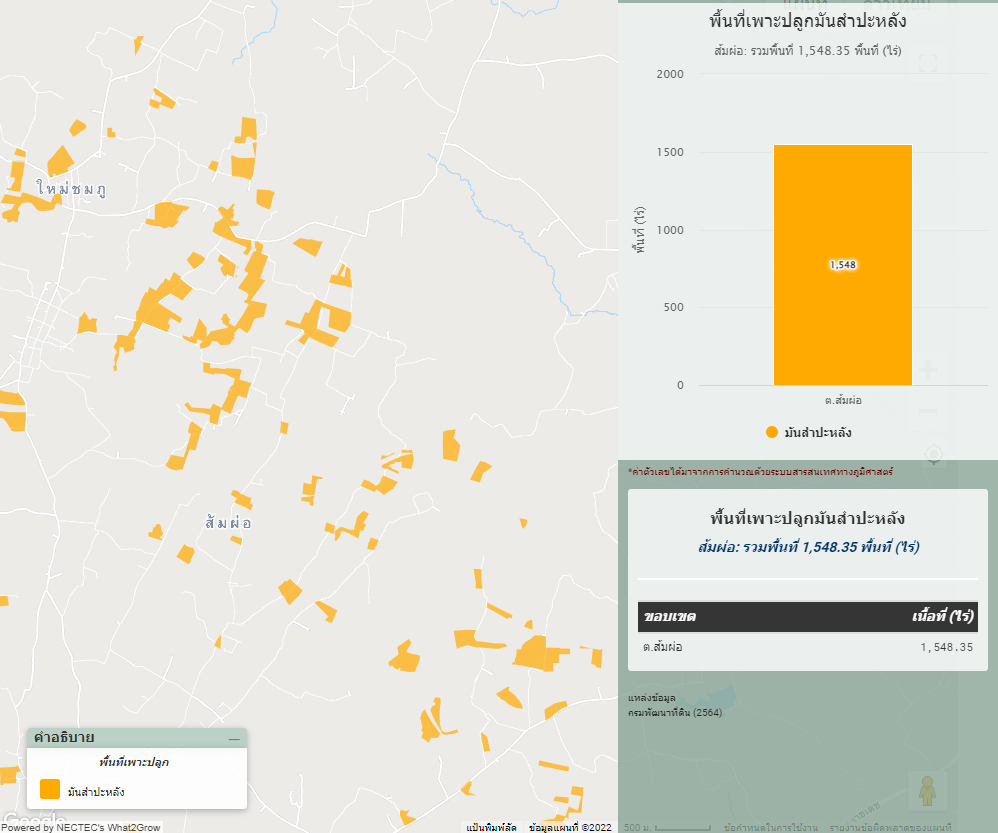 ใหม่ชมภู
ส้มผ่อ
คำอธิบาย
พื้นที่เพาะปลูก
มันสำปะหลัง
Google
Powered by NECTEC's What2Grow
แป้นพิมพ์ลัด ข้อมูลแผนที่ ©2022
พื้นที่เพาะปลูกมันสำปะหลัง
ส้มผ่อ: รวมพื้นที่ 1,548.35 พื้นที่ (ไร่)
2000
1500
1000
500
0
พื้นที่ (ไร่)
1,548
ต.ส้มผ่อ
มันสำปะหลัง
*ค่าตัวเลขได้มาจากการคำนวณด้วยระบบสารสนเทศทางภูมิศาสตร์
พื้นที่เพาะปลูกมันสำปะหลัง
ส้มผ่อ: รวมพื้นที่ 1,548.35 พื้นที่ (ไร่)
ขอบเขต เนื้อที่ (ไร่)
ต.ส้มผ่อ 1,548.35
แหล่งข้อมูล
กรมพัฒนาที่ดิน (2564)
500 ม. ข้อกำหนดในการใช้งาน รายงานข้อผิดพลาดของแผนที่